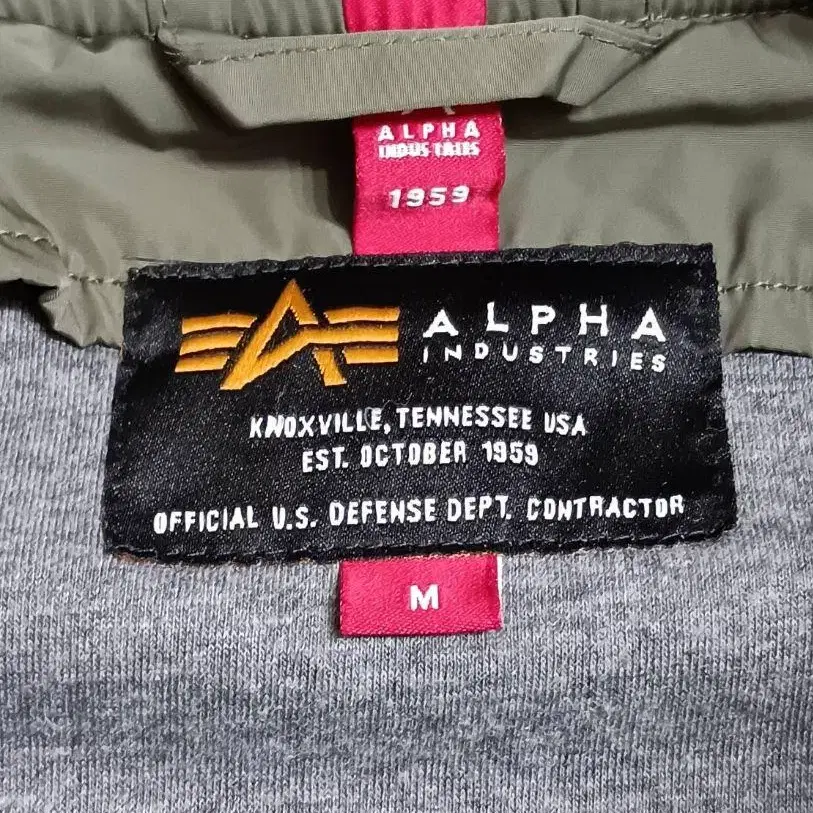 ALPHA
INDUSTRIES
1959
ALPHA
INDUSTRIES
KNOXVILLE, TENNESSEE USA
EST. OCTOBER 1959
OFFICIAL U.S. DEFENSE DEPT. CONTRACTOR
M